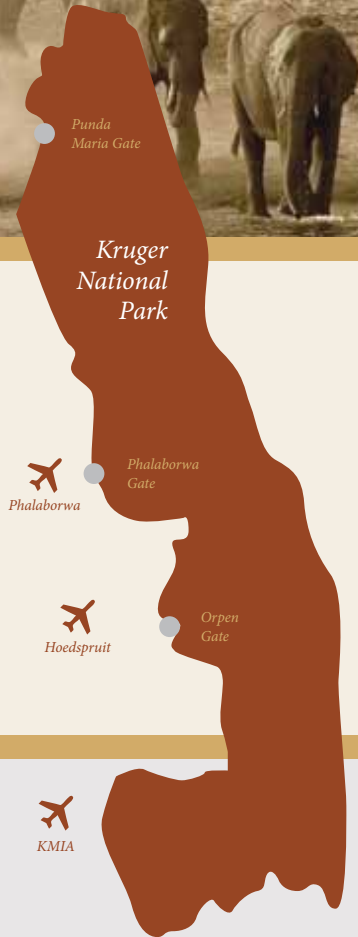 Punda
Maria Gate
Kruger
National
Park
Phalaborwa
Gate
Phalaborwa
Orpen
Gate
Hoedspruit
KMIA